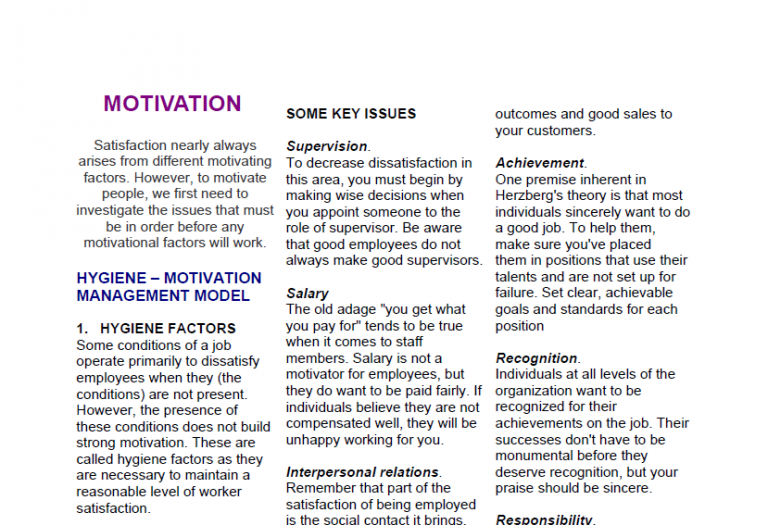 MOTIVATION
Satisfaction nearly always
arises from different motivating
factors. However, to motivate
people, we first need to
investigate the issues that must
be in order before any
motivational factors will work.
HYGIENE – MOTIVATION
MANAGEMENT MODEL
1. HYGIENE FACTORS
Some conditions of a job
operate primarily to dissatisfy
employees when they (the
conditions) are not present.
However, the presence of
these conditions does not build
strong motivation. These are
called hygiene factors as they
are necessary to maintain a
reasonable level of worker
satisfaction.
SOME KEY ISSUES
Supervision.
To decrease dissatisfaction in
this area, you must begin by
making wise decisions when
you appoint someone to the
role of supervisor. Be aware
that good employees do not
always make good supervisors.
Salary
The old adage "you get what
you pay for" tends to be true
when it comes to staff
members. Salary is not a
motivator for employees, but
they do want to be paid fairly. If
individuals believe they are not
compensated well, they will be
unhappy working for you.
Interpersonal relations.
Remember that part of the
satisfaction of being employed
is the social contact it brings,
outcomes and good sales to
your customers.
Achievement.
One premise inherent in
Herzberg's theory is that most
individuals sincerely want to do
a good job. To help them,
make sure you've placed
them in positions that use their
talents and are not set up for
failure. Set clear, achievable
goals and standards for each
position
Recognition.
Individuals at all levels of the
organization want to be
recognized for their
achievements on the job. Their
successes don't have to be
monumental before they
deserve recognition, but your
praise should be sincere.
Responsibility.